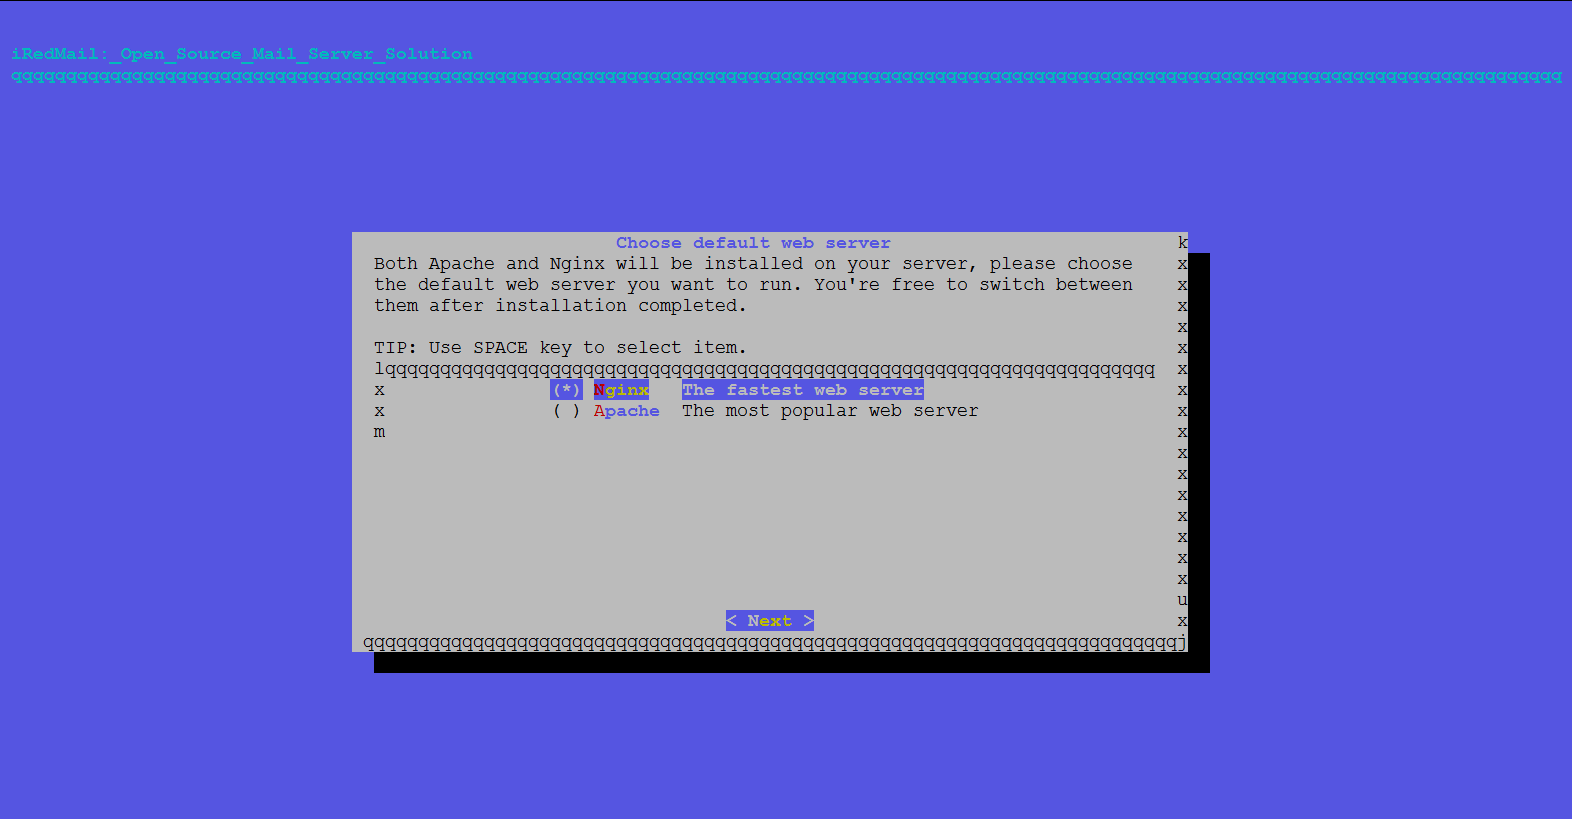 iRedMail:_Open_Source_Mail_Server_Solution
qqqqqqqqqqqqqqqqqqqqqqqqqqqqqqqqqqqqqqqqqqqqqqqqqqqqqqqqqqqqqqqqqqqqqqqqqqqqqqqqqqqqqqqqqqqqqqqqqqqqqqqqqqqqqqqqqqqqqqqqqqqqqqqqqqqqqqqqq
Choose default web server k
Both Apache and Nginx will be installed on your server, please choose x
the default web server you want to run. You're free to switch between x
them after installation completed. x
x
TIP: Use SPACE key to select item. x
lqqqqqqqqqqqqqqqqqqqqqqqqqqqqqqqqqqqqqqqqqqqqqqqqqqqqqqqqqqqqqqqqqqqqqq x
x (*) Nginx The fastest web server x
x ( ) Apache The most popular web server x
m x
x
x
x
x
x
x
x
u
< Next > x
qqqqqqqqqqqqqqqqqqqqqqqqqqqqqqqqqqqqqqqqqqqqqqqqqqqqqqqqqqqqqqqqqqqqqqqqqqj